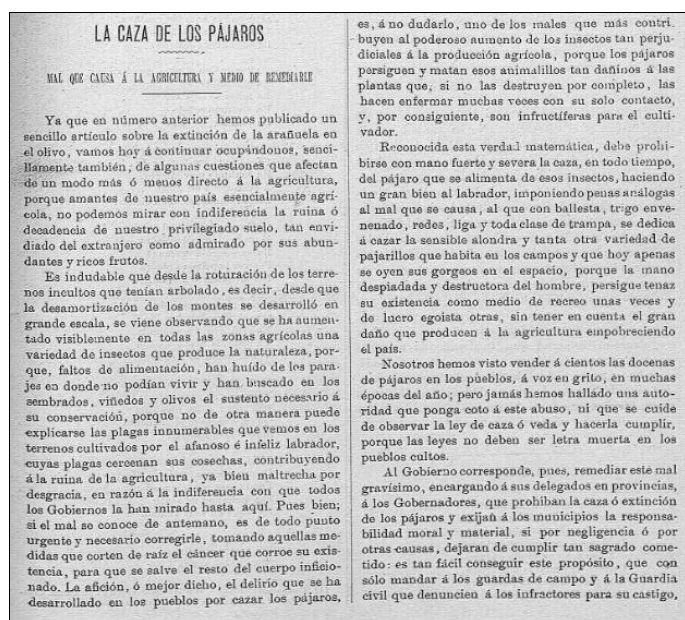 LA CAZA DE LOS PÁJAROS
MAL QUE CAUSA Á LA AGRICULTURA Y MEDIO DE REMEDIARLE
Ya que en número anterior hemos publicado un
sencillo artículo sobre la extinción de la arañuela en
el olivo, vamos hoy á continuar ocupándonos, senci-
llamente también, de algunas cuestiones que afectan
de un modo más ó menos directo á la agricultura,
porque amantes de nuestro país esencialmente agrí-
cola, no podemos mirar con indiferencia la ruina ó
decadencia de nuestro privilegiado suelo, tan envi-
diado del extranjero como admirado por sus abun-
dantes y ricos frutos.
Es indudable que desde la roturación de los terre-
nos incultos que tenían arbolado, es decir, desde que
la desamortización de los montes se desarrolló en
grande escala, se viene observando que se ha aumen-
tado visiblemente en todas las zonas agrícolas una
variedad de insectos que produce la naturaleza, por-
que, faltos de alimentación, han huído de los para-
jes en donde no podían vivir y han buscado en los
sembrados, viñedos y olivos el sustento necesario á
su conservación, porque no de otra manera puede
explicarse las plagas innumerables que vemos en los
terrenos cultivados por el afanoso é infeliz labrador,
cuyas plagas cercenan sus cosechas, contribuyendo
á la ruina de la agricultura, ya bien maltrecha por
desgracia, en razón á la indiferencia con que todos
los Gobiernos la han mirado hasta aquí. Pues bien;
si el mal se conoce de antemano, es de todo punto
urgente y necesario corregirle, tomando aquellas me-
didas que corten de raíz el cáncer que corroe su exis-
tencia, para que se salve el resto del cuerpo inficio-
nado. La afición, ó mejor dicho, el delirio que se ha
desarrollado en los pueblos por cazar los pájaros,
es, á no dudarlo, uno de los males que más contri-
buyen al poderoso aumento de los insectos tan perju-
diciales á la producción agrícola, porque los pájaros
persiguen y matan esos animalillos tan dañinos á las
plantas que, si no las destruyen por completo, las
hacen enfermar muchas veces con su solo contacto,
y, por consiguiente, son infructíferas para el culti-
vador.
Reconocida esta verdad matemática, debe prohi-
birse con mano fuerte y severa la caza, en todo tiempo,
del pájaro que se alimenta de esos insectos, haciendo
un gran bien al labrador, imponiendo penas análogas
al mal que se causa, al que con ballesta, trigo enve-
nenado, redes, liga y toda clase de trampa, se dedica
á cazar la sensible alondra y tanta otra variedad de
pajarillos que habita en los campos y que hoy apenas
se oyen sus gorgeos en el espacio, porque la mano
despiadada y destructora del hombre, persigue tenaz
su existencia como medio de recreo unas veces y
de lucro egoista otras, sin tener en cuenta el gran
daño que producen á la agricultura empobreciendo
el país.
Nosotros hemos visto vender á cientos las docenas
de pájaros en los pueblos, á voz en grito, en muchas
épocas del año; pero jamás hemos hallado una auto-
ridad que ponga coto á este abuso, ni que se cuide
de observar la ley de caza ó veda y hacerla cumplir,
porque las leyes no deben ser letra muerta en los
pueblos cultos.
Al Gobierno corresponde, pues, remediar este mal
gravísimo, encargando á sus delegados en provincias,
á los Gobernadores, que prohiban la caza ó extinción
de los pájaros y exijan á los municipios la responsa-
bilidad moral y material, si por negligencia ó por
otras causas, dejaran de cumplir tan sagrado come-
tido: es tan fácil conseguir este propósito, que con
sólo mandar á los guardas de campo y á la Guardia
civil que denuncien á los infractores para su castigo,